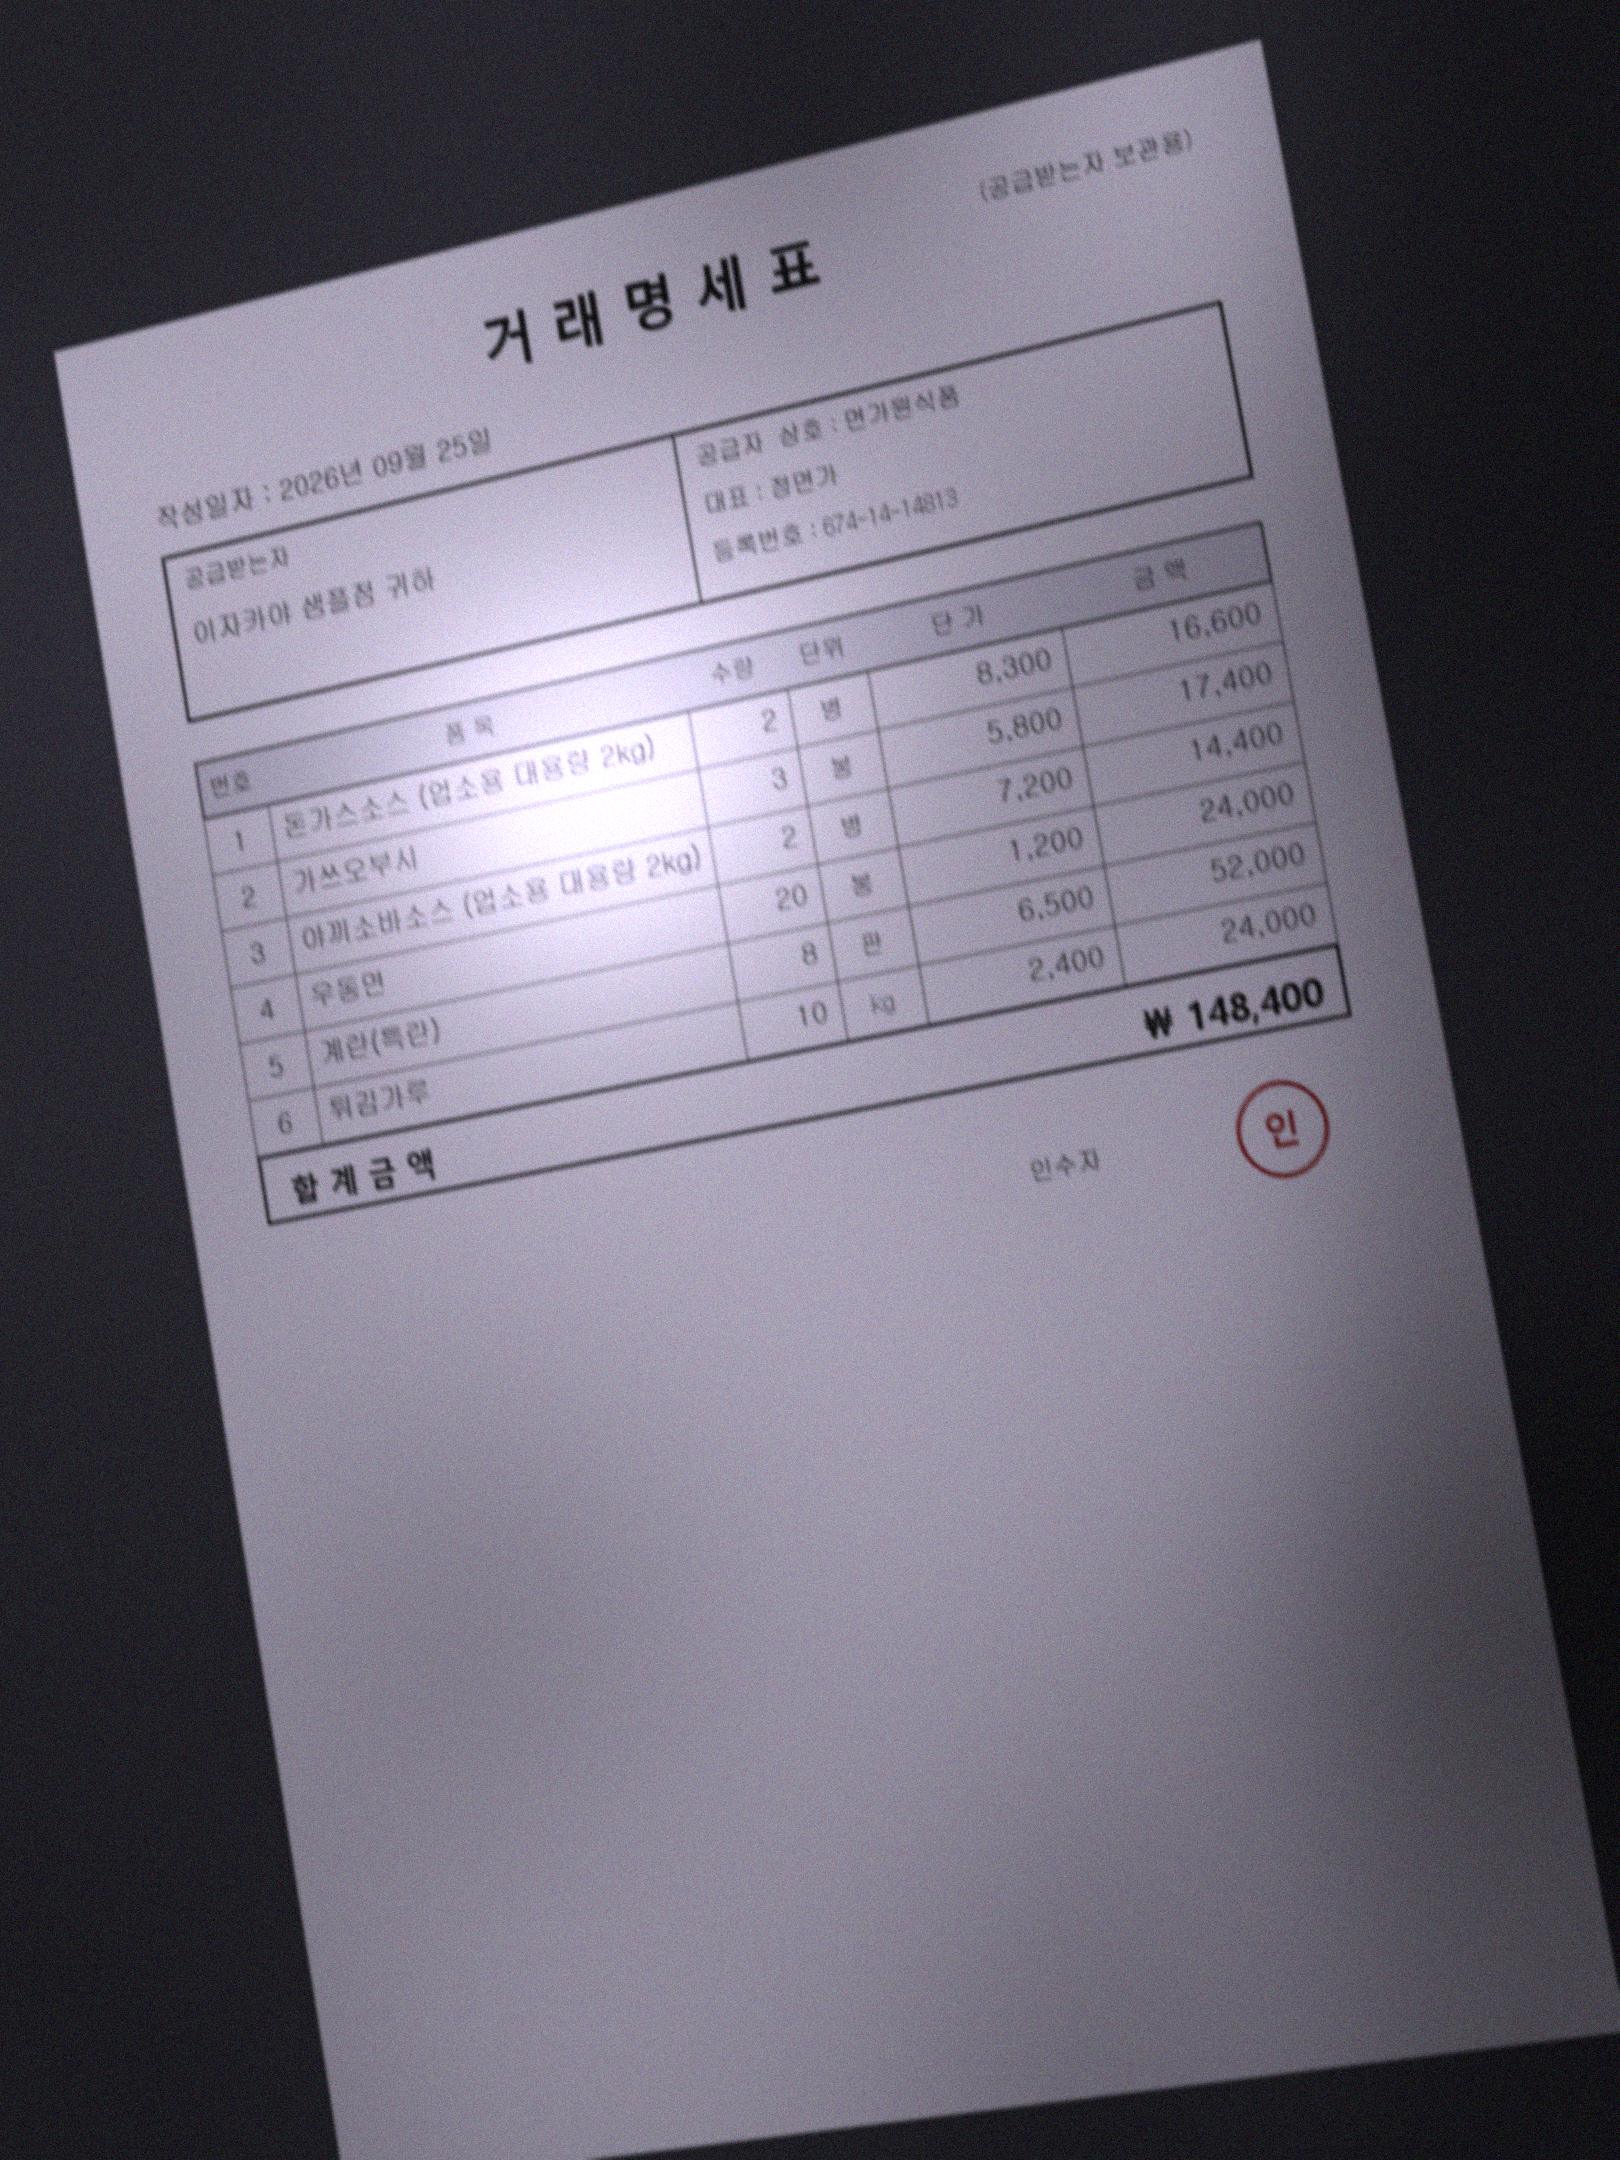 (공급받는자 보관용)
거 래 명 세 표
작성일자 : 2026년 09월 25일
공급받는자
이자카야 샘플점 귀하
공급자 상호 : 면가원식품
대표 : 정면가
등록번호 : 674-14-14813
번호 품 목 수량 단위 단 가 금 액
1 돈가스소스 (업소용 대용량 2kg) 2 병 8,300 16,600
2 가쓰오부시 3 봉 5,800 17,400
3 야끼소바소스 (업소용 대용량 2kg) 2 병 7,200 14,400
4 우동면 20 봉 1,200 24,000
5 계란(특란) 8 판 6,500 52,000
6 튀김가루 10 kg 2,400 24,000
합 계 금 액 ₩ 148,400
인수자 인